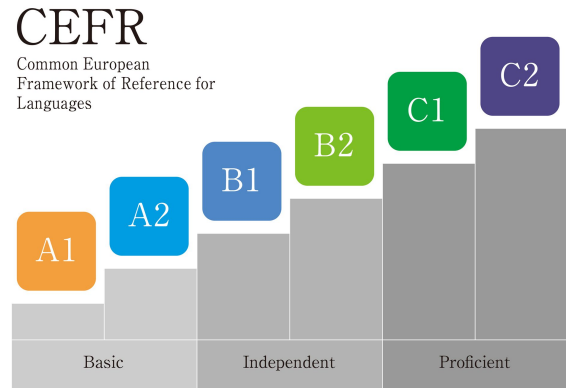 CEFR
Common European
Framework of Reference for
Languages
C2
C1
B2
B1
A2
A1
Basic Independent Proficient